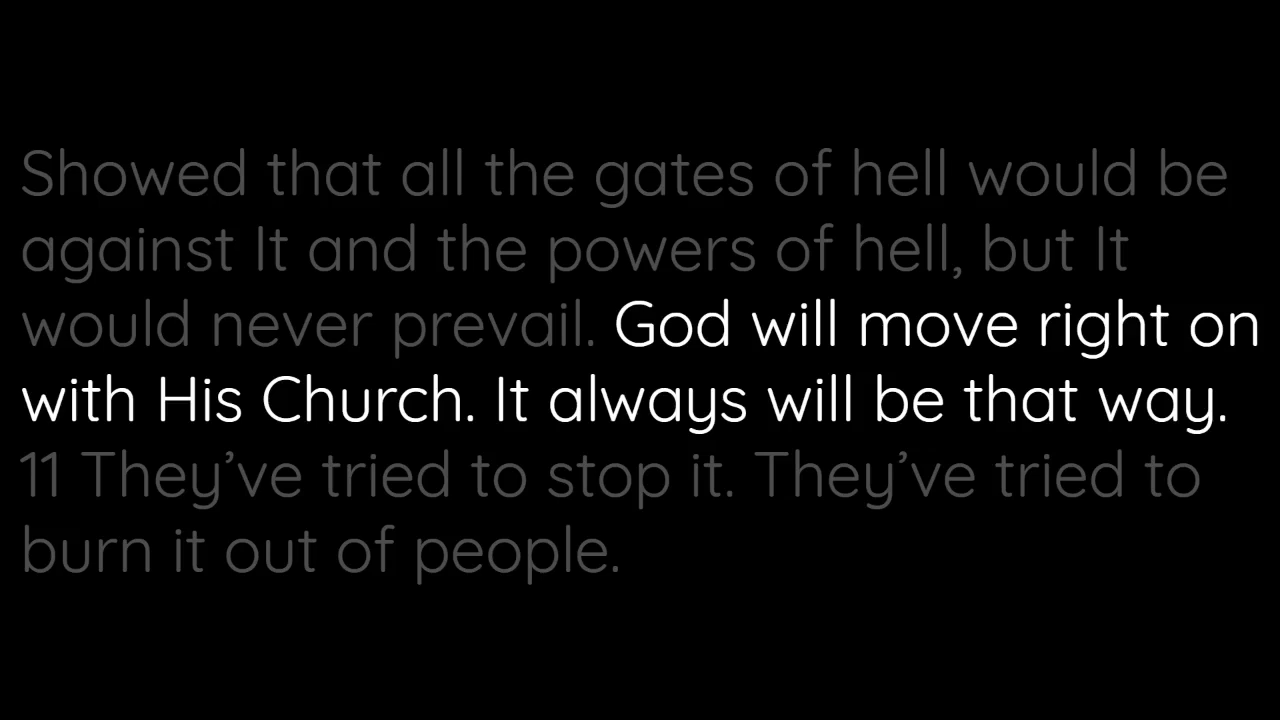 Showed that all the gates of hell would be
against It and the powers of hell, but It
would never prevail. God will move right on
with His Church. It always will be that way.
11 They’ve tried to stop it. They’ve tried to
burn it out of people.